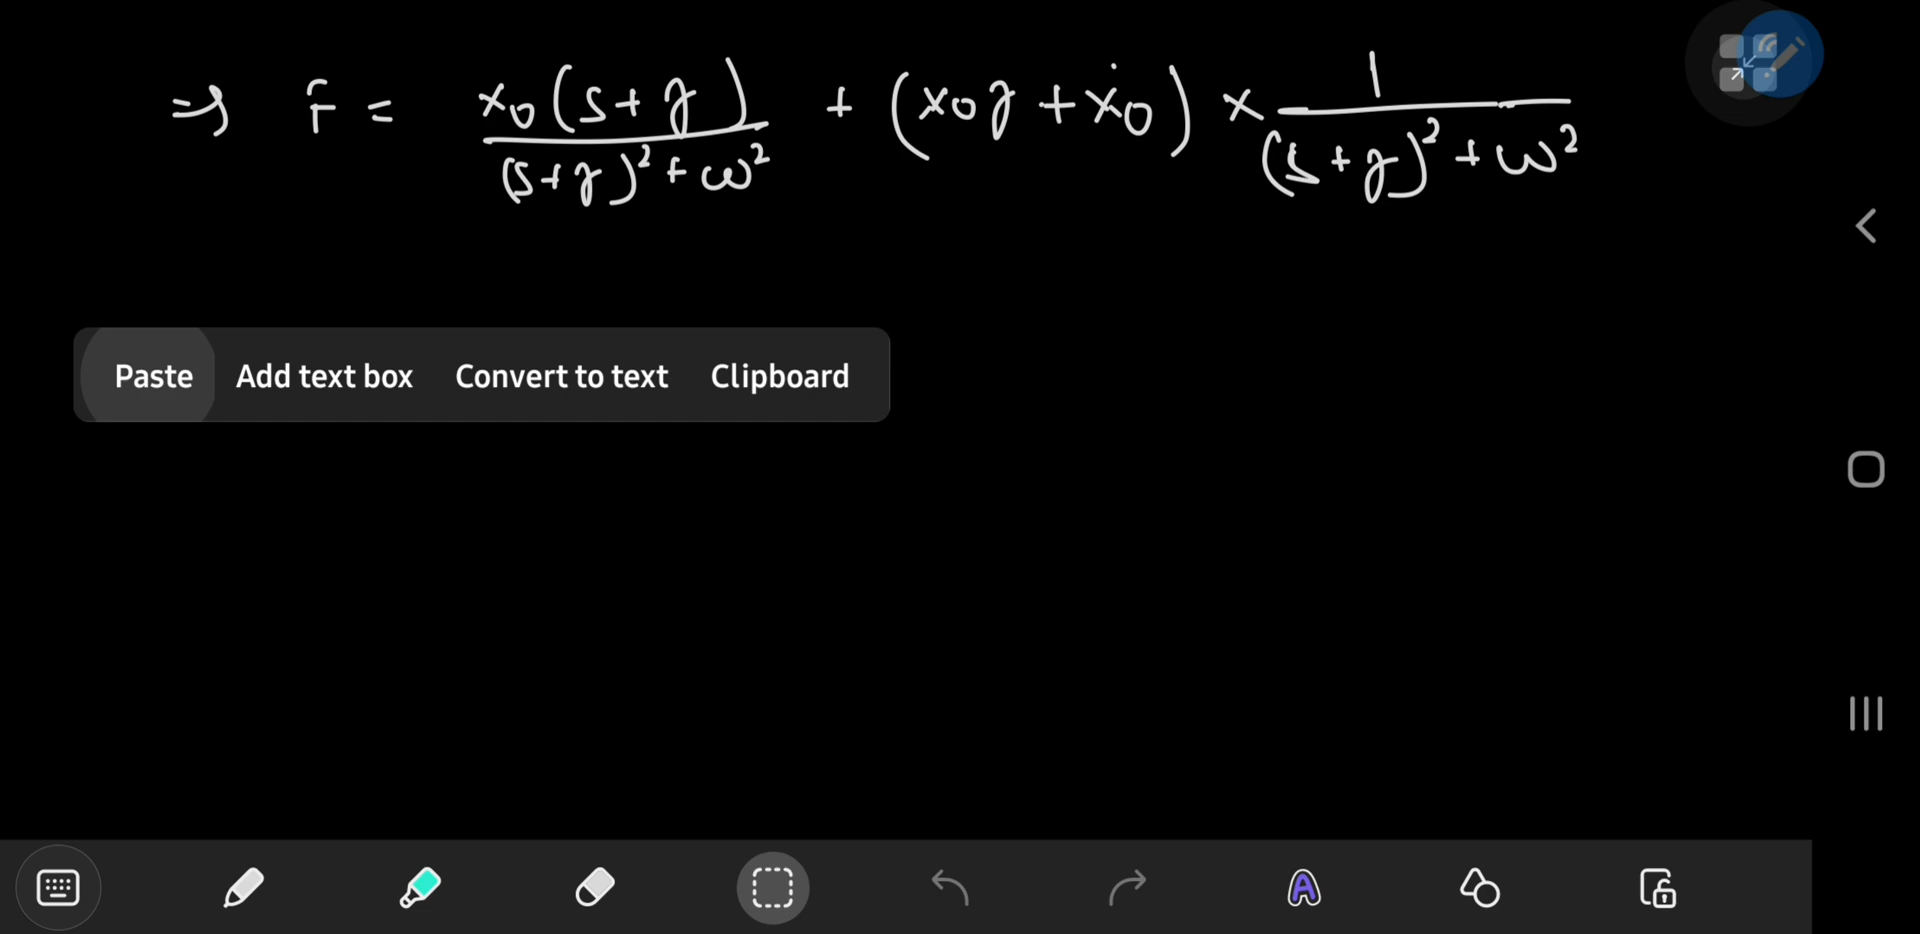 ⇒ F = x₀(s+γ)/((s+γ)²+ω²) + (x₀γ + ẋ₀) × 1/((s+γ)²+ω²)
Paste Add text box Convert to text Clipboard